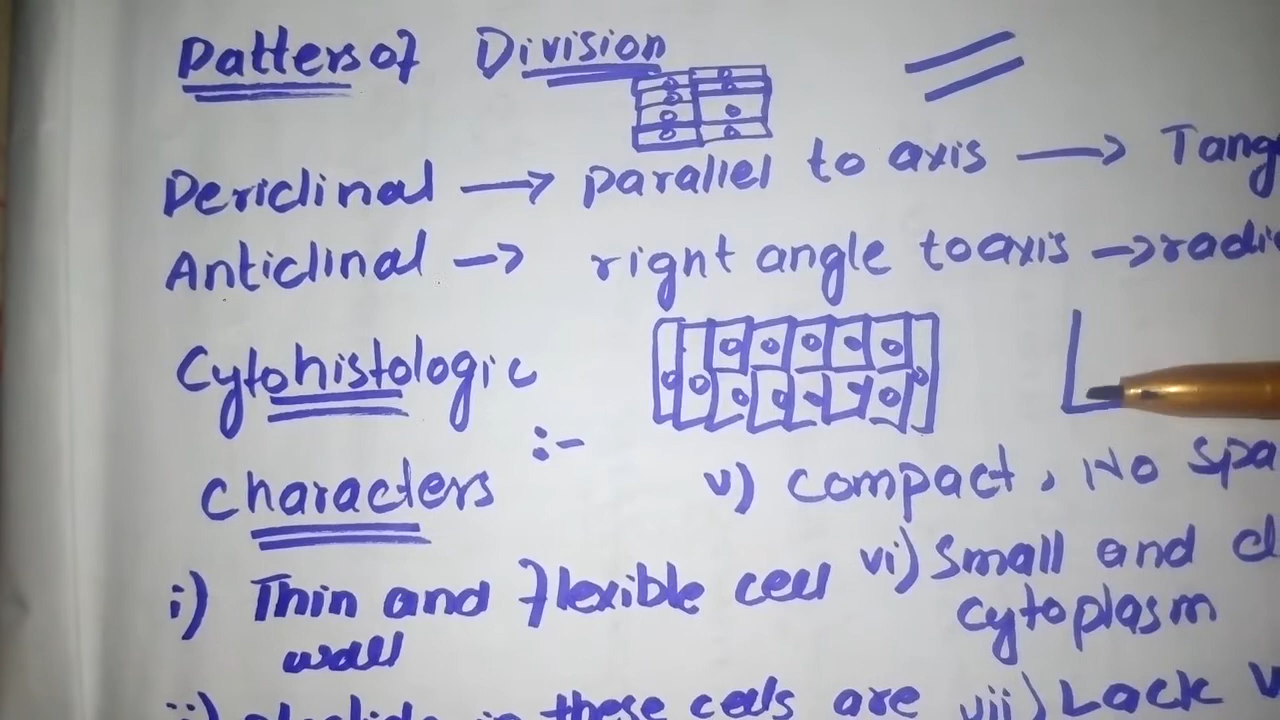 Patters of Division
Periclinal → parallel to axis → Tang
Anticlinal → right angle to axis → radi
Cytohistologic
characters :-
i) Thin and flexible cell
wall
v) compact, No spa
vi) Small and d
cytoplasm
in these cells are
vii) Lack v